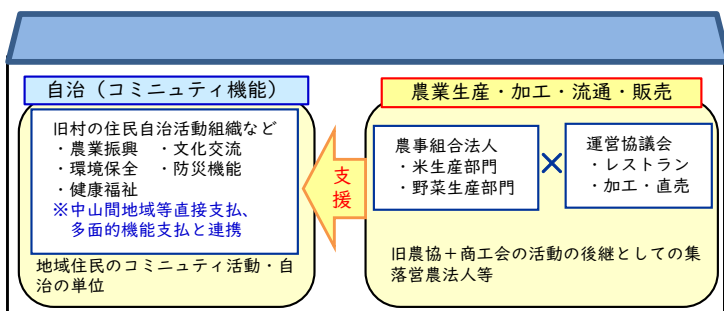 自治（コミニュティ機能）
旧村の住民自治活動組織など
・農業振興　・文化交流
・環境保全　・防災機能
・健康福祉
※中山間地域等直接支払、
多面的機能支払と連携
地域住民のコミニュティ活動・自
治の単位
支
援
農業生産・加工・流通・販売
農事組合法人
・米生産部門
・野菜生産部門
×
運営協議会
・レストラン
・加工・直売
旧農協＋商工会の活動の後継としての集
落営農法人等